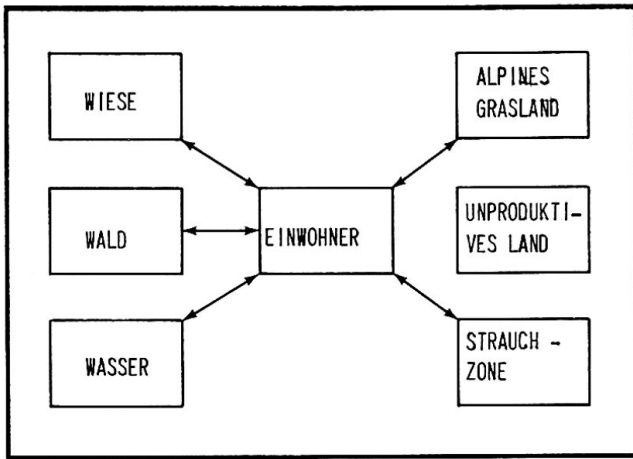 WIESE
ALPINES
GRASLAND
WALD
EINWOHNER
UNPRODUKTI-
VES LAND
WASSER
STRAUCH -
ZONE